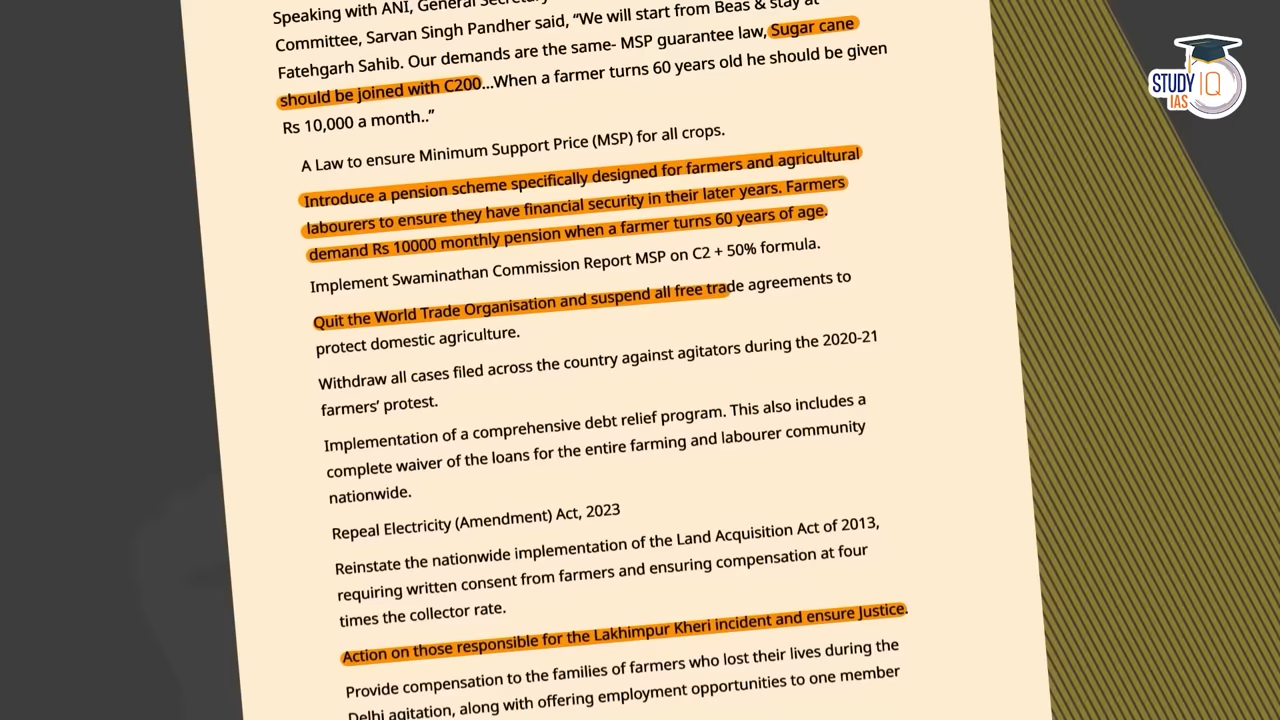 Speaking with ANI, General Secretary
Committee, Sarvan Singh Pandher said, “We will start from Beas & stay at
Fatehgarh Sahib. Our demands are the same- MSP guarantee law, Sugar cane
should be joined with C200...When a farmer turns 60 years old he should be given
Rs 10,000 a month..”
A Law to ensure Minimum Support Price (MSP) for all crops.
Introduce a pension scheme specifically designed for farmers and agricultural
labourers to ensure they have financial security in their later years. Farmers
demand Rs 10000 monthly pension when a farmer turns 60 years of age.
Implement Swaminathan Commission Report MSP on C2 + 50% formula.
Quit the World Trade Organisation and suspend all free trade agreements to
protect domestic agriculture.
Withdraw all cases filed across the country against agitators during the 2020-21
farmers’ protest.
Implementation of a comprehensive debt relief program. This also includes a
complete waiver of the loans for the entire farming and labourer community
nationwide.
Repeal Electricity (Amendment) Act, 2023
Reinstate the nationwide implementation of the Land Acquisition Act of 2013,
requiring written consent from farmers and ensuring compensation at four
times the collector rate.
Action on those responsible for the Lakhimpur Kheri incident and ensure Justice.
Provide compensation to the families of farmers who lost their lives during the
Delhi agitation, along with offering employment opportunities to one member
STUDY IQ
IAS